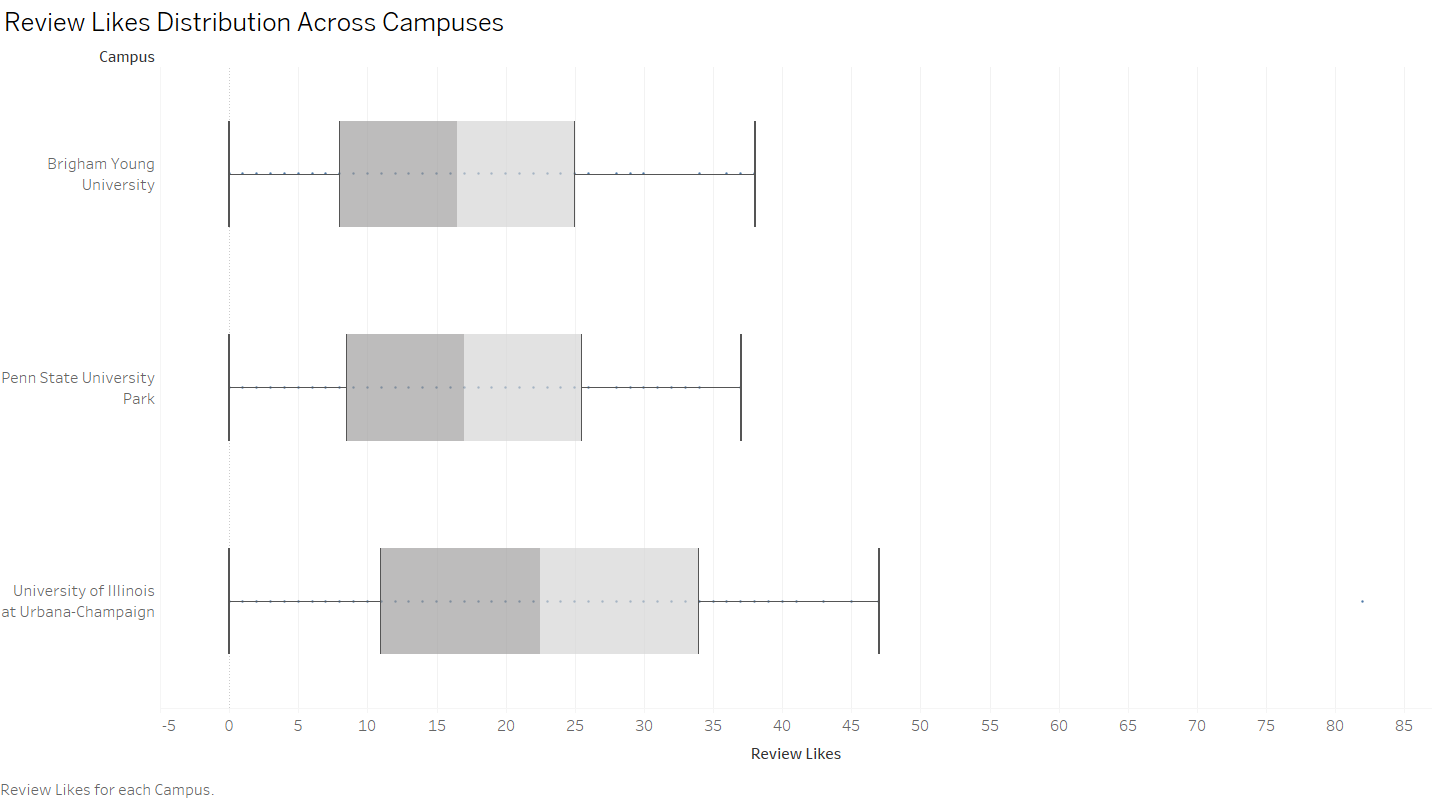 Review Likes Distribution Across Campuses
Campus
Brigham Young
University
Penn State University
Park
University of Illinois
at Urbana-Champaign
-5 0 5 10 15 20 25 30 35 40 45 50 55 60 65 70 75 80 85
Review Likes
Review Likes for each Campus.